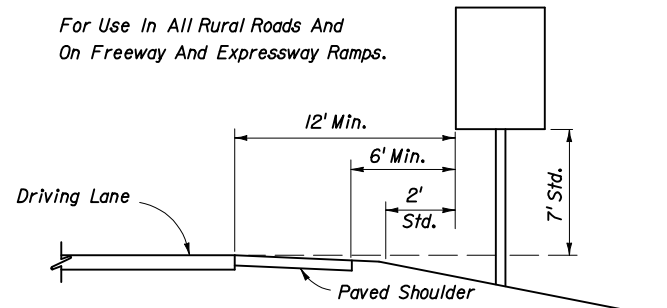 For Use In All Rural Roads And
On Freeway And Expressway Ramps.
12' Min.
6' Min.
2'
Std.
7' Std.
Driving Lane
Paved Shoulder